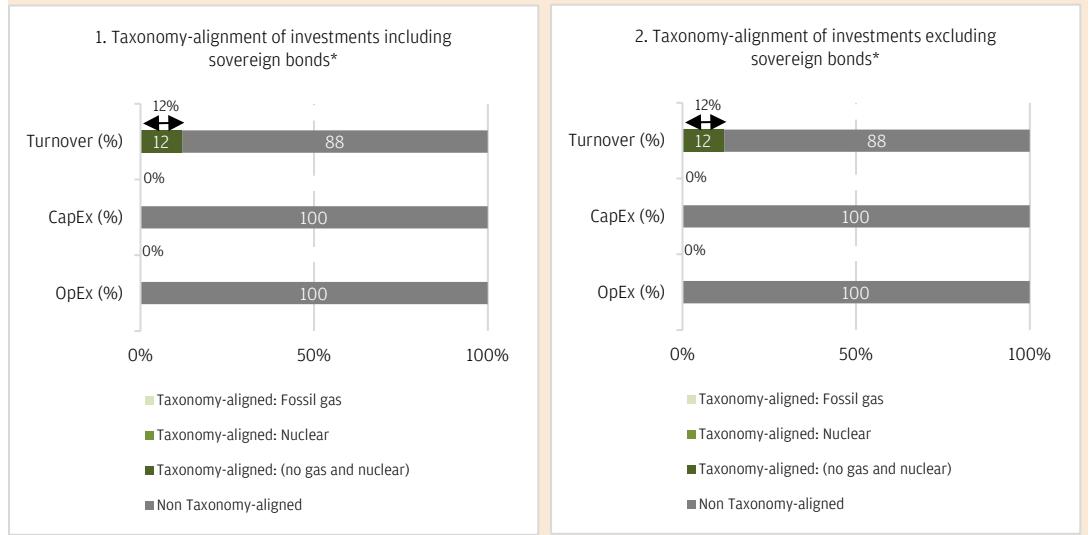 1. Taxonomy-alignment of investments including
sovereign bonds*
12%
Turnover (%)
12
88
0%
CapEx (%)
100
0%
OpEx (%)
100
0%
50%
100%
Taxonomy-aligned: Fossil gas
Taxonomy-aligned: Nuclear
Taxonomy-aligned: (no gas and nuclear)
Non Taxonomy-aligned
2. Taxonomy-alignment of investments excluding
sovereign bonds*
12%
Turnover (%)
12
88
0%
CapEx (%)
100
0%
OpEx (%)
100
0%
50%
100%
Taxonomy-aligned: Fossil gas
Taxonomy-aligned: Nuclear
Taxonomy-aligned: (no gas and nuclear)
Non Taxonomy-aligned